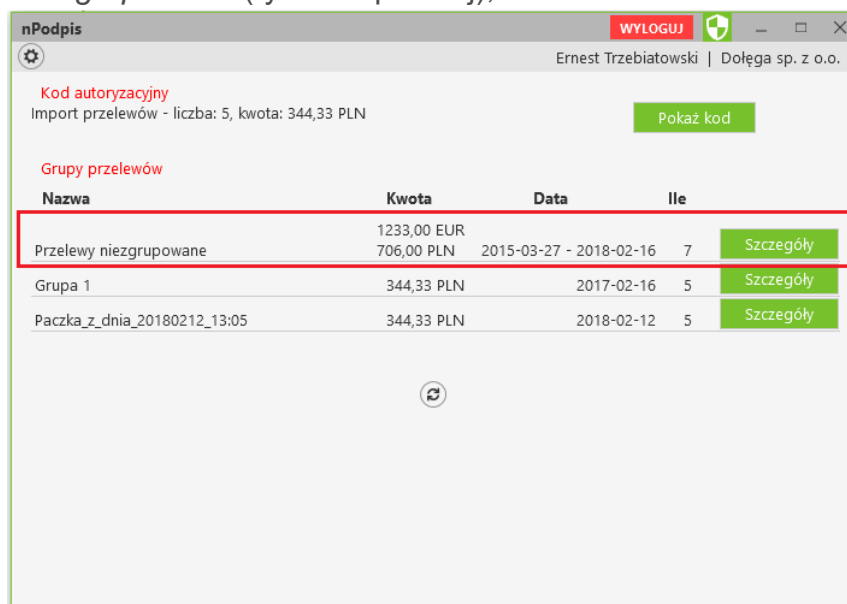 nPodpis WYLOGUJ
Ernest Trzebiatowski | Dołęga sp. z o.o.
Kod autoryzacyjny
Import przelewów - liczba: 5, kwota: 344,33 PLN
Pokaż kod
Grupy przelewów
Nazwa Kwota Data Ile
1233,00 EUR
Przelewy niezgrupowane 706,00 PLN 2015-03-27 - 2018-02-16 7 Szczegóły
Grupa 1 344,33 PLN 2017-02-16 5 Szczegóły
Paczka_z_dnia_20180212_13:05 344,33 PLN 2018-02-12 5 Szczegóły